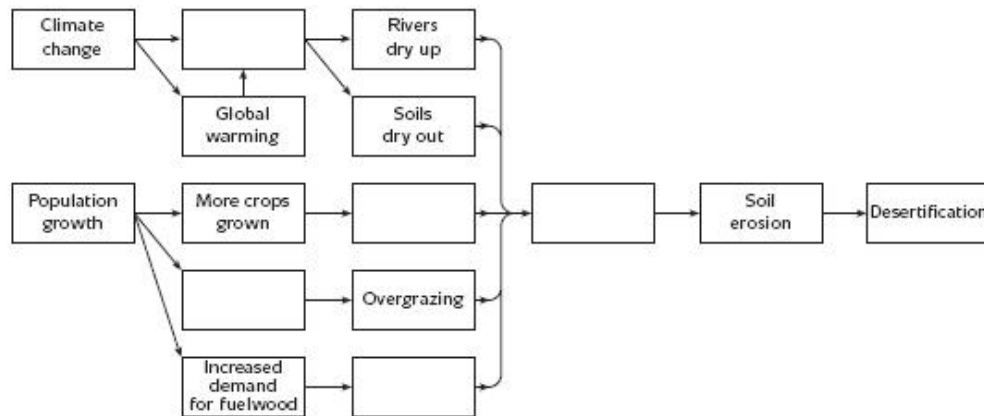 Climate
change
Rivers
dry up
Global
warming
Soils
dry out
Population
growth
More crops
grown
Soil
erosion
Desertification
Overgrazing
Increased
demand
for fuelwood